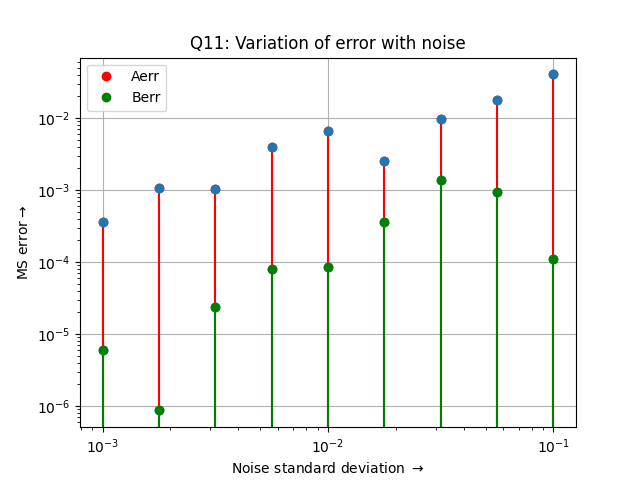 Q11: Variation of error with noise
Aerr
Berr
MS error →
10⁻²
10⁻³
10⁻⁴
10⁻⁵
10⁻⁶
10⁻³ 10⁻² 10⁻¹
Noise standard deviation →